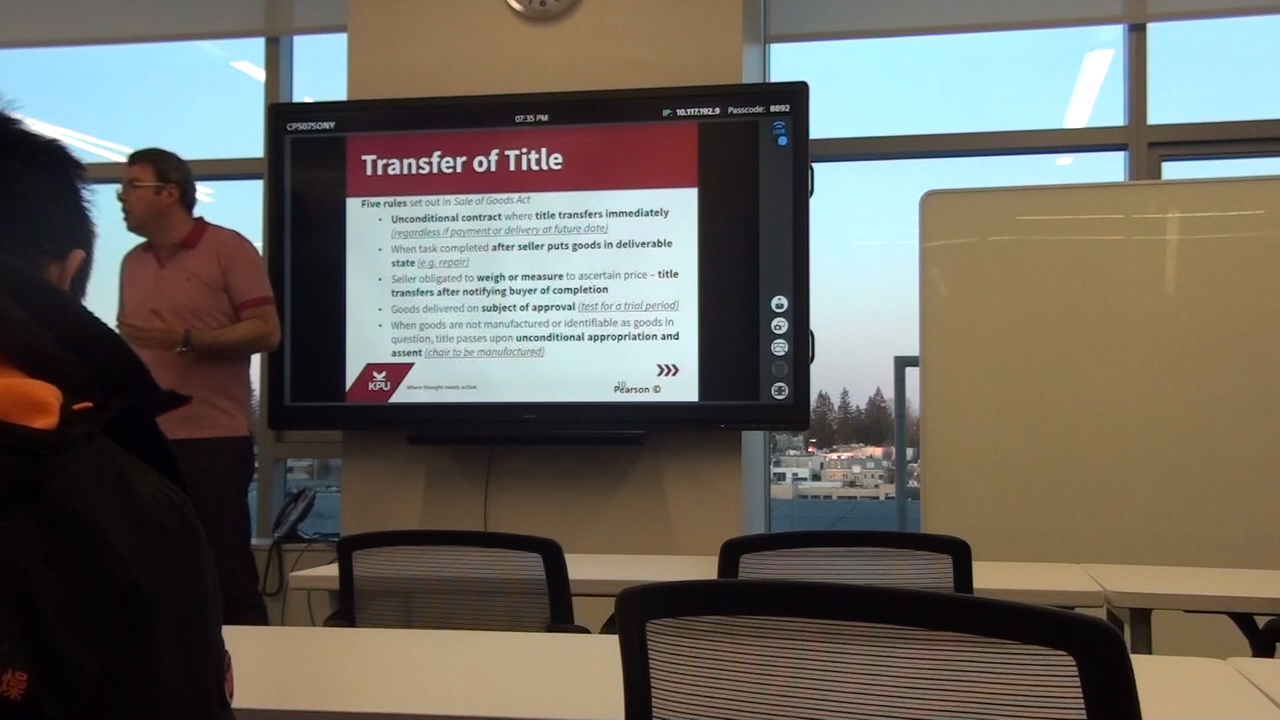 CPS075ONY
07:35 PM
IP: 10.117.192.9 Passcode: 8892
LIVE
Transfer of Title
Five rules set out in Sale of Goods Act
• Unconditional contract where title transfers immediately
(regardless if payment or delivery at future date)
• When task completed after seller puts goods in deliverable
state (e.g. repair)
• Seller obligated to weigh or measure to ascertain price – title
transfers after notifying buyer of completion
• Goods delivered on subject of approval (test for a trial period)
• When goods are not manufactured or identifiable as goods in
question, title passes upon unconditional appropriation and
assent (chair to be manufactured)
KPU
Where thought meets action
10
Pearson ©